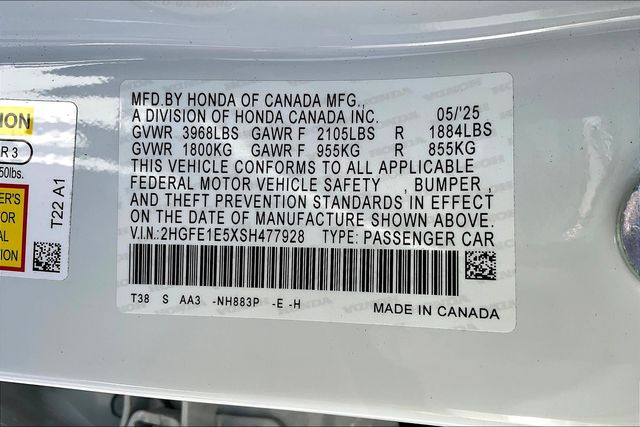 MFD.BY HONDA OF CANADA MFG.,
A DIVISION OF HONDA CANADA INC. 05/'25
GVWR 3968LBS GAWR F 2105LBS R 1884LBS
GVWR 1800KG GAWR F 955KG R 855KG
THIS VEHICLE CONFORMS TO ALL APPLICABLE
FEDERAL MOTOR VEHICLE SAFETY , BUMPER ,
AND THEFT PREVENTION STANDARDS IN EFFECT
ON THE DATE OF MANUFACTURE SHOWN ABOVE.
V.I.N.:2HGFE1E5XSH477928 TYPE: PASSENGER CAR
T38 S AA3 -NH883P -E -H MADE IN CANADA
R 3
50lbs.
T22 A1